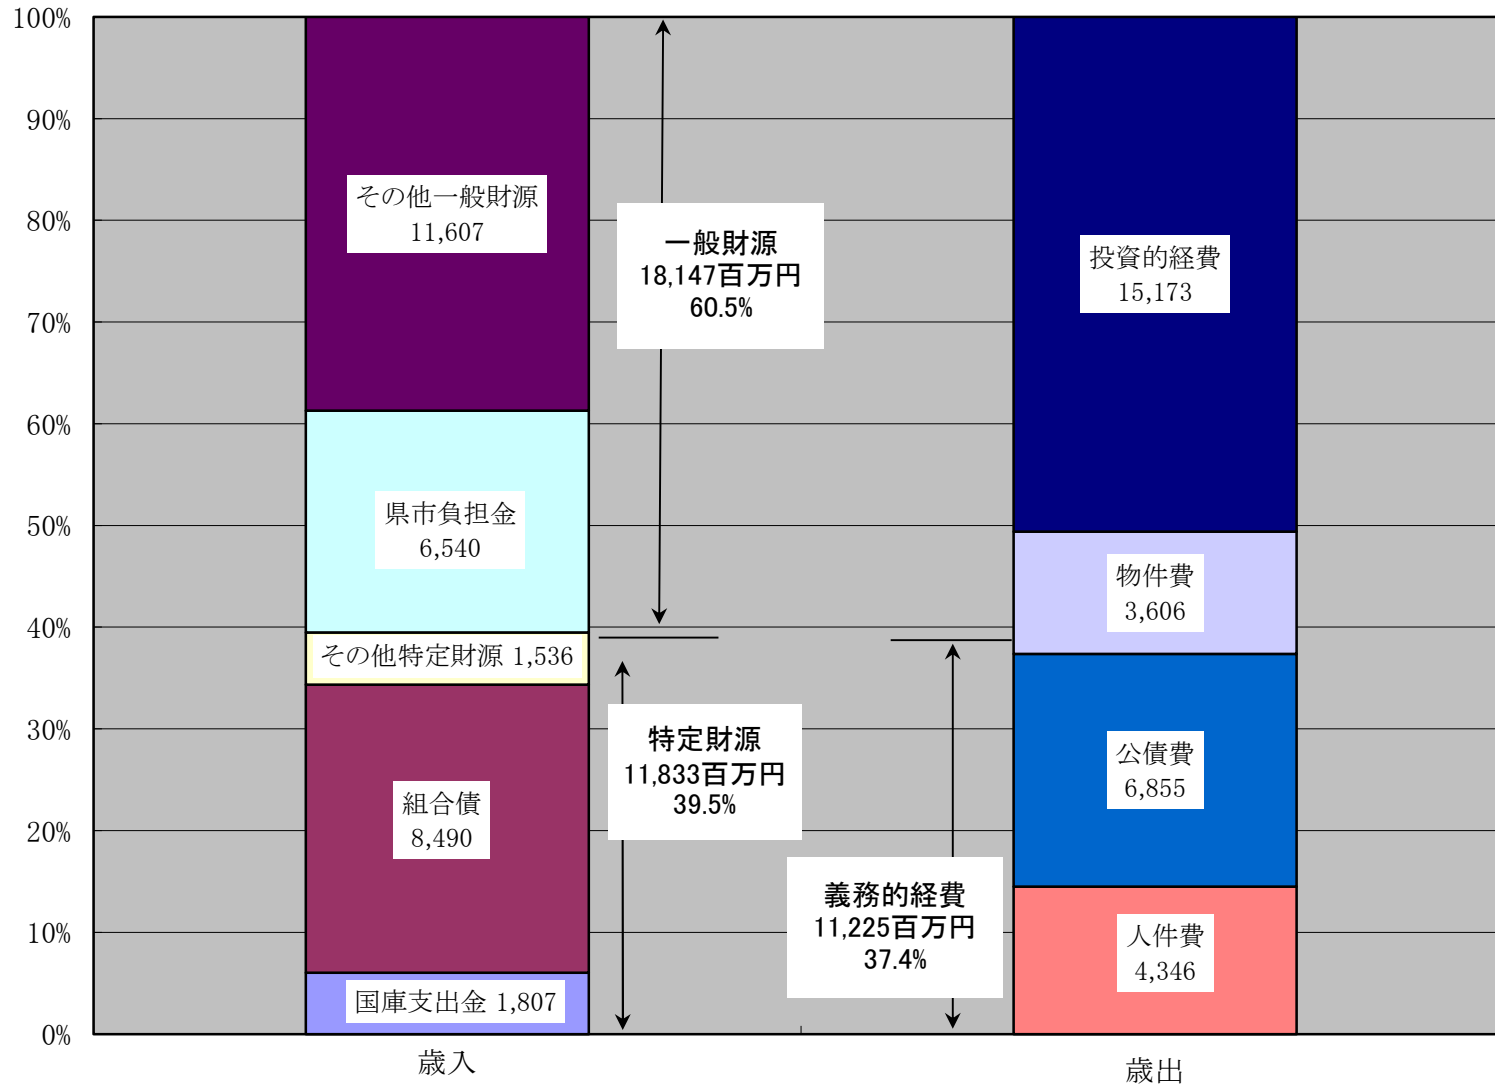 100%
90%
80%
70%
60%
50%
40%
30%
20%
10%
0%
その他一般財源
11,607
県市負担金
6,540
その他特定財源 1,536
組合債
8,490
国庫支出金 1,807
歳入
一般財源
18,147百万円
60.5%
特定財源
11,833百万円
39.5%
義務的経費
11,225百万円
37.4%
投資的経費
15,173
物件費
3,606
公債費
6,855
人件費
4,346
歳出